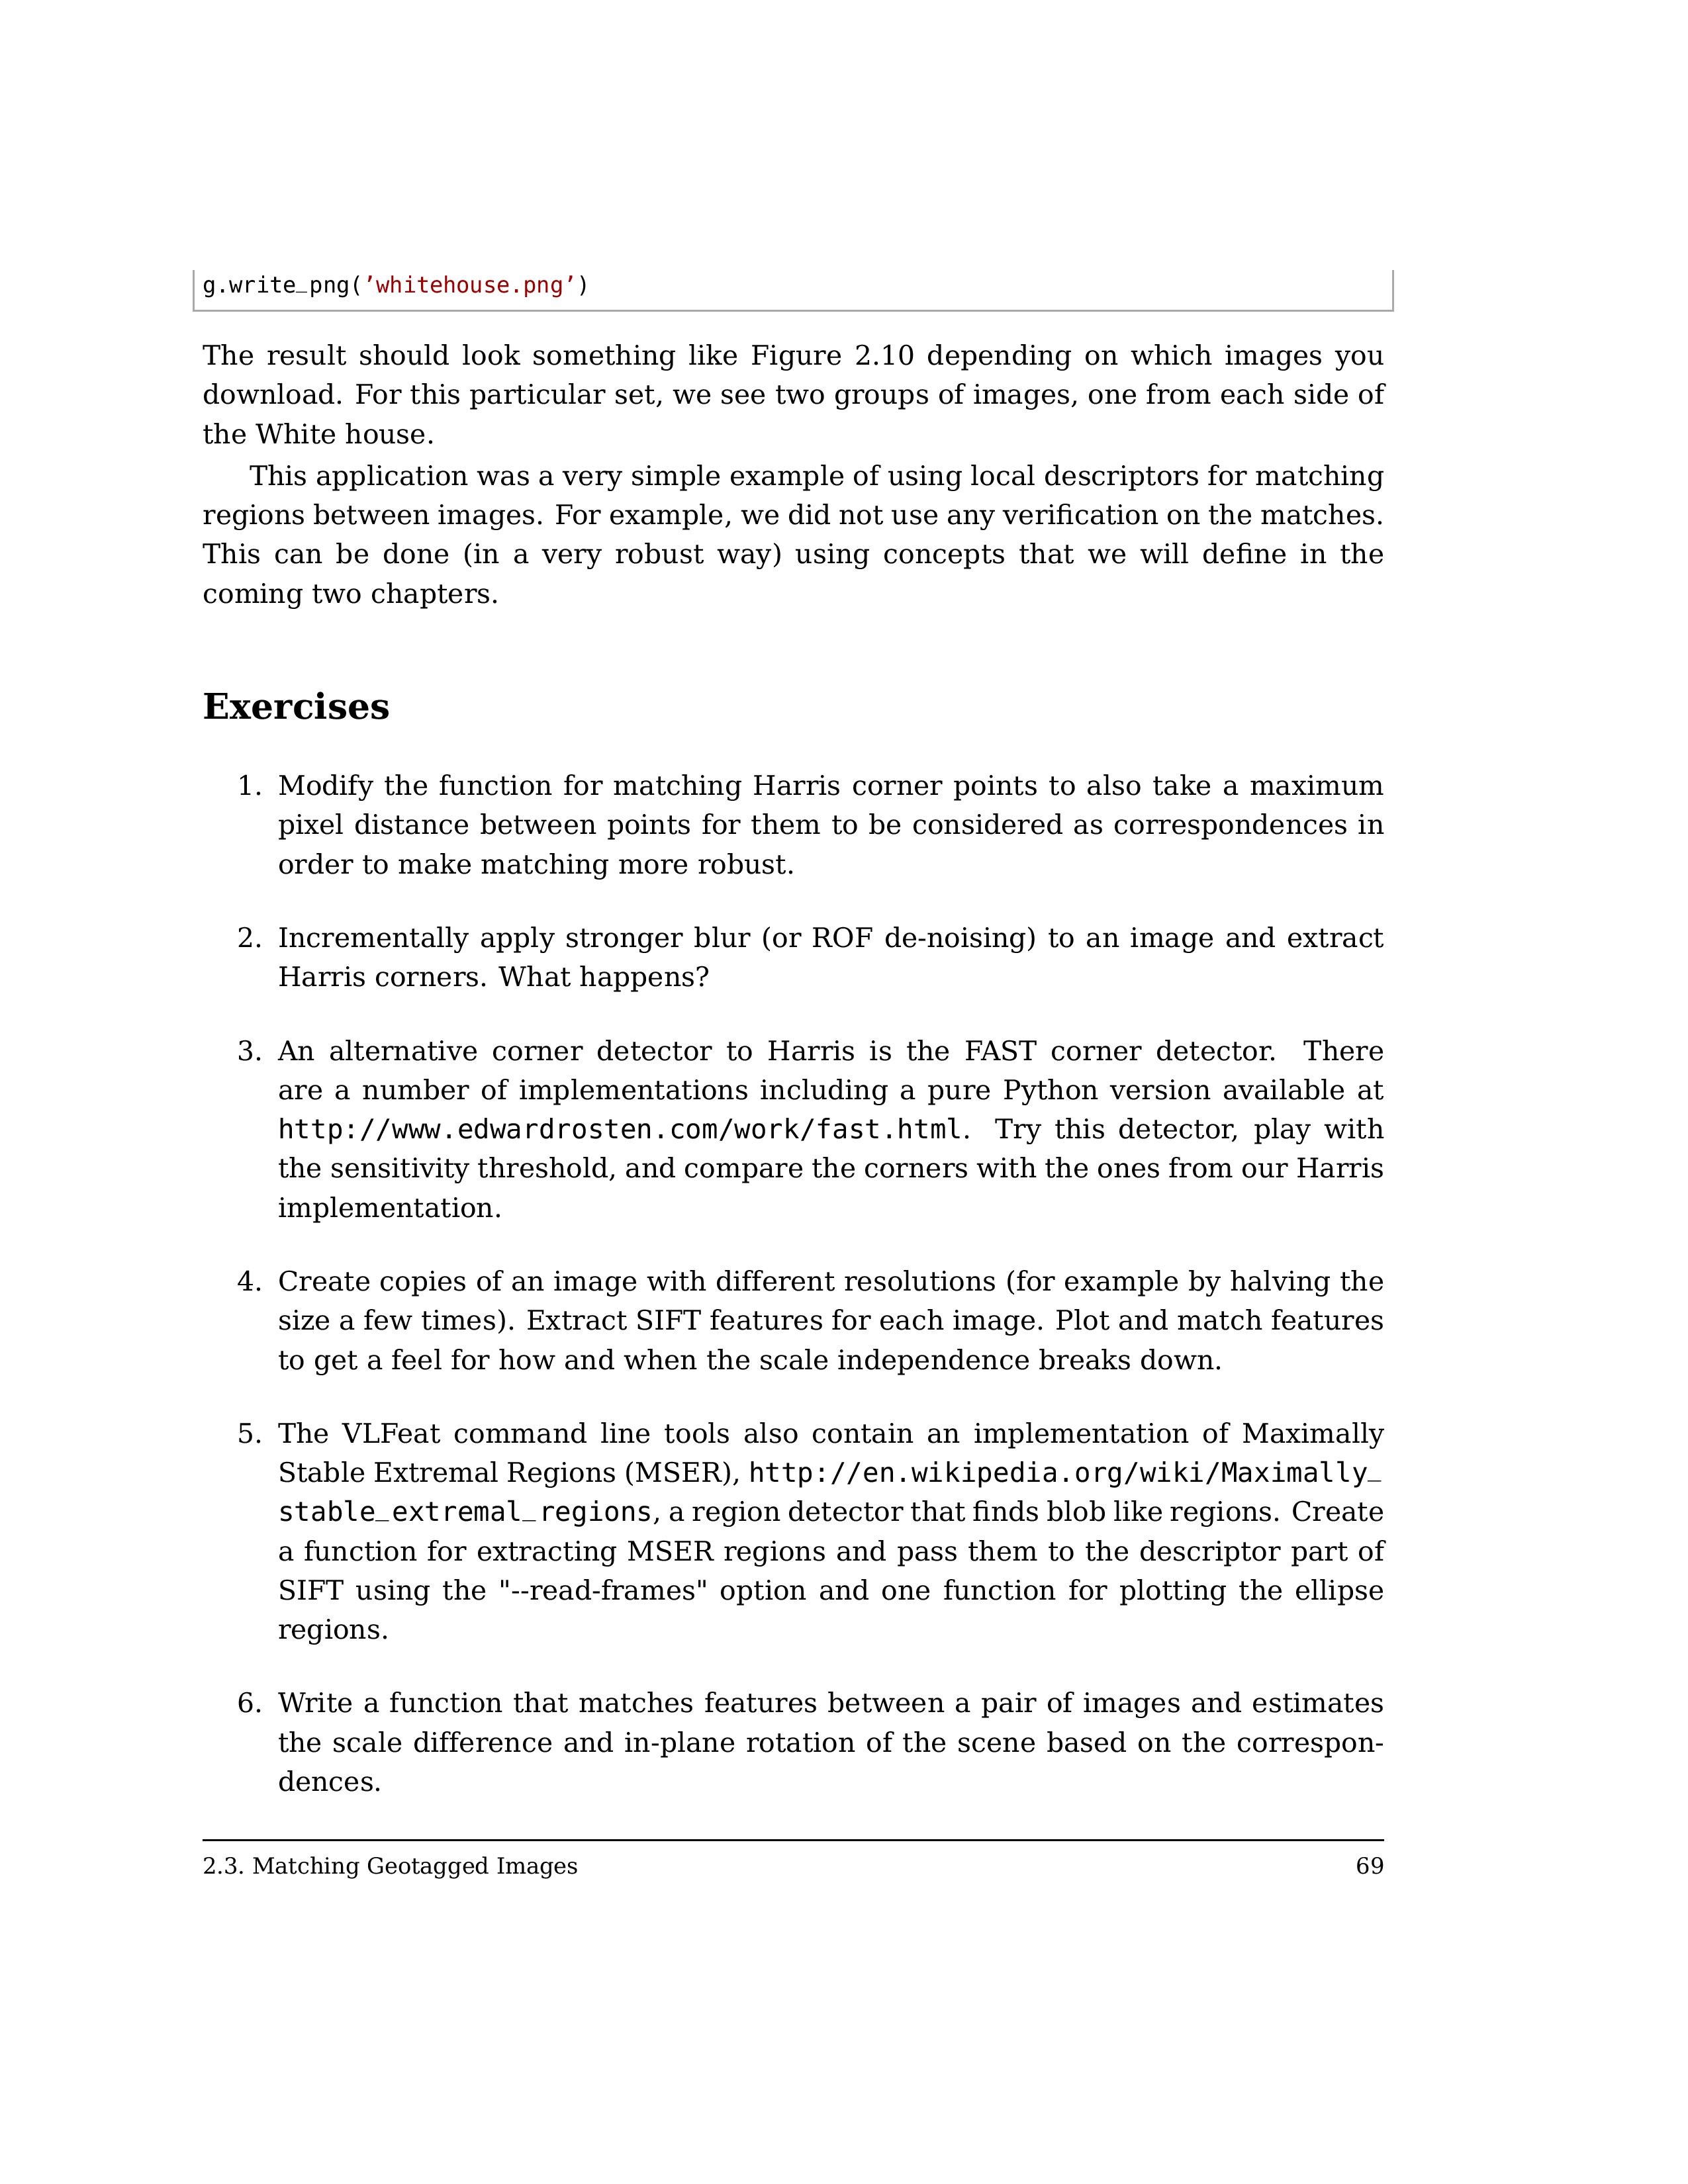 g.write_png(’whitehouse.png’)
The result should look something like Figure 2.10 depending on which images you
download. For this particular set, we see two groups of images, one from each side of
the White house.
This application was a very simple example of using local descriptors for matching
regions between images. For example, we did not use any verification on the matches.
This can be done (in a very robust way) using concepts that we will define in the
coming two chapters.
Exercises
1. Modify the function for matching Harris corner points to also take a maximum
pixel distance between points for them to be considered as correspondences in
order to make matching more robust.
2. Incrementally apply stronger blur (or ROF de-noising) to an image and extract
Harris corners. What happens?
3. An alternative corner detector to Harris is the FAST corner detector. There
are a number of implementations including a pure Python version available at
http://www.edwardrosten.com/work/fast.html. Try this detector, play with
the sensitivity threshold, and compare the corners with the ones from our Harris
implementation.
4. Create copies of an image with different resolutions (for example by halving the
size a few times). Extract SIFT features for each image. Plot and match features
to get a feel for how and when the scale independence breaks down.
5. The VLFeat command line tools also contain an implementation of Maximally
Stable Extremal Regions (MSER), http://en.wikipedia.org/wiki/Maximally_
stable_extremal_regions, a region detector that finds blob like regions. Create
a function for extracting MSER regions and pass them to the descriptor part of
SIFT using the "--read-frames" option and one function for plotting the ellipse
regions.
6. Write a function that matches features between a pair of images and estimates
the scale difference and in-plane rotation of the scene based on the correspon-
dences.
2.3. Matching Geotagged Images 69